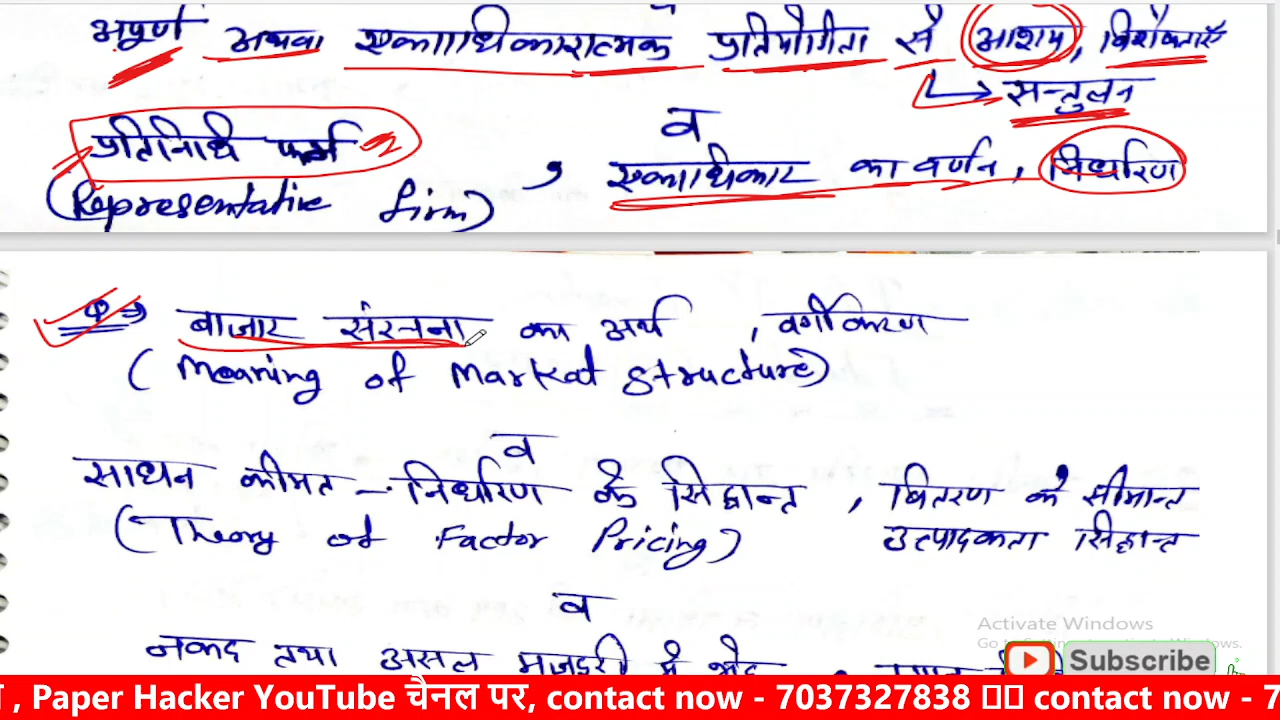 अपूर्ण अथवा एकाधिकारात्मक प्रतियोगिता से आशय, विशेषताएँ
↳ सन्तुलन
प्रतिनिधि फर्म
व
(Representative firm) , एकाधिकार का वर्णन, निर्धारण
Q⇒ बाजार संरचना का अर्थ , वर्गीकरण
(Meaning of Market Structure)
व
साधन कीमत - निर्धारण के सिद्धान्त , वितरण के सीमान्त
(Theory of Factor Pricing) उत्पादकता सिद्धान्त
व
नकद तथा असल मजदूरी में भेद ,
Activate Windows
Subscribe
, Paper Hacker YouTube चैनल पर, contact now - 7037327838 contact now - 7